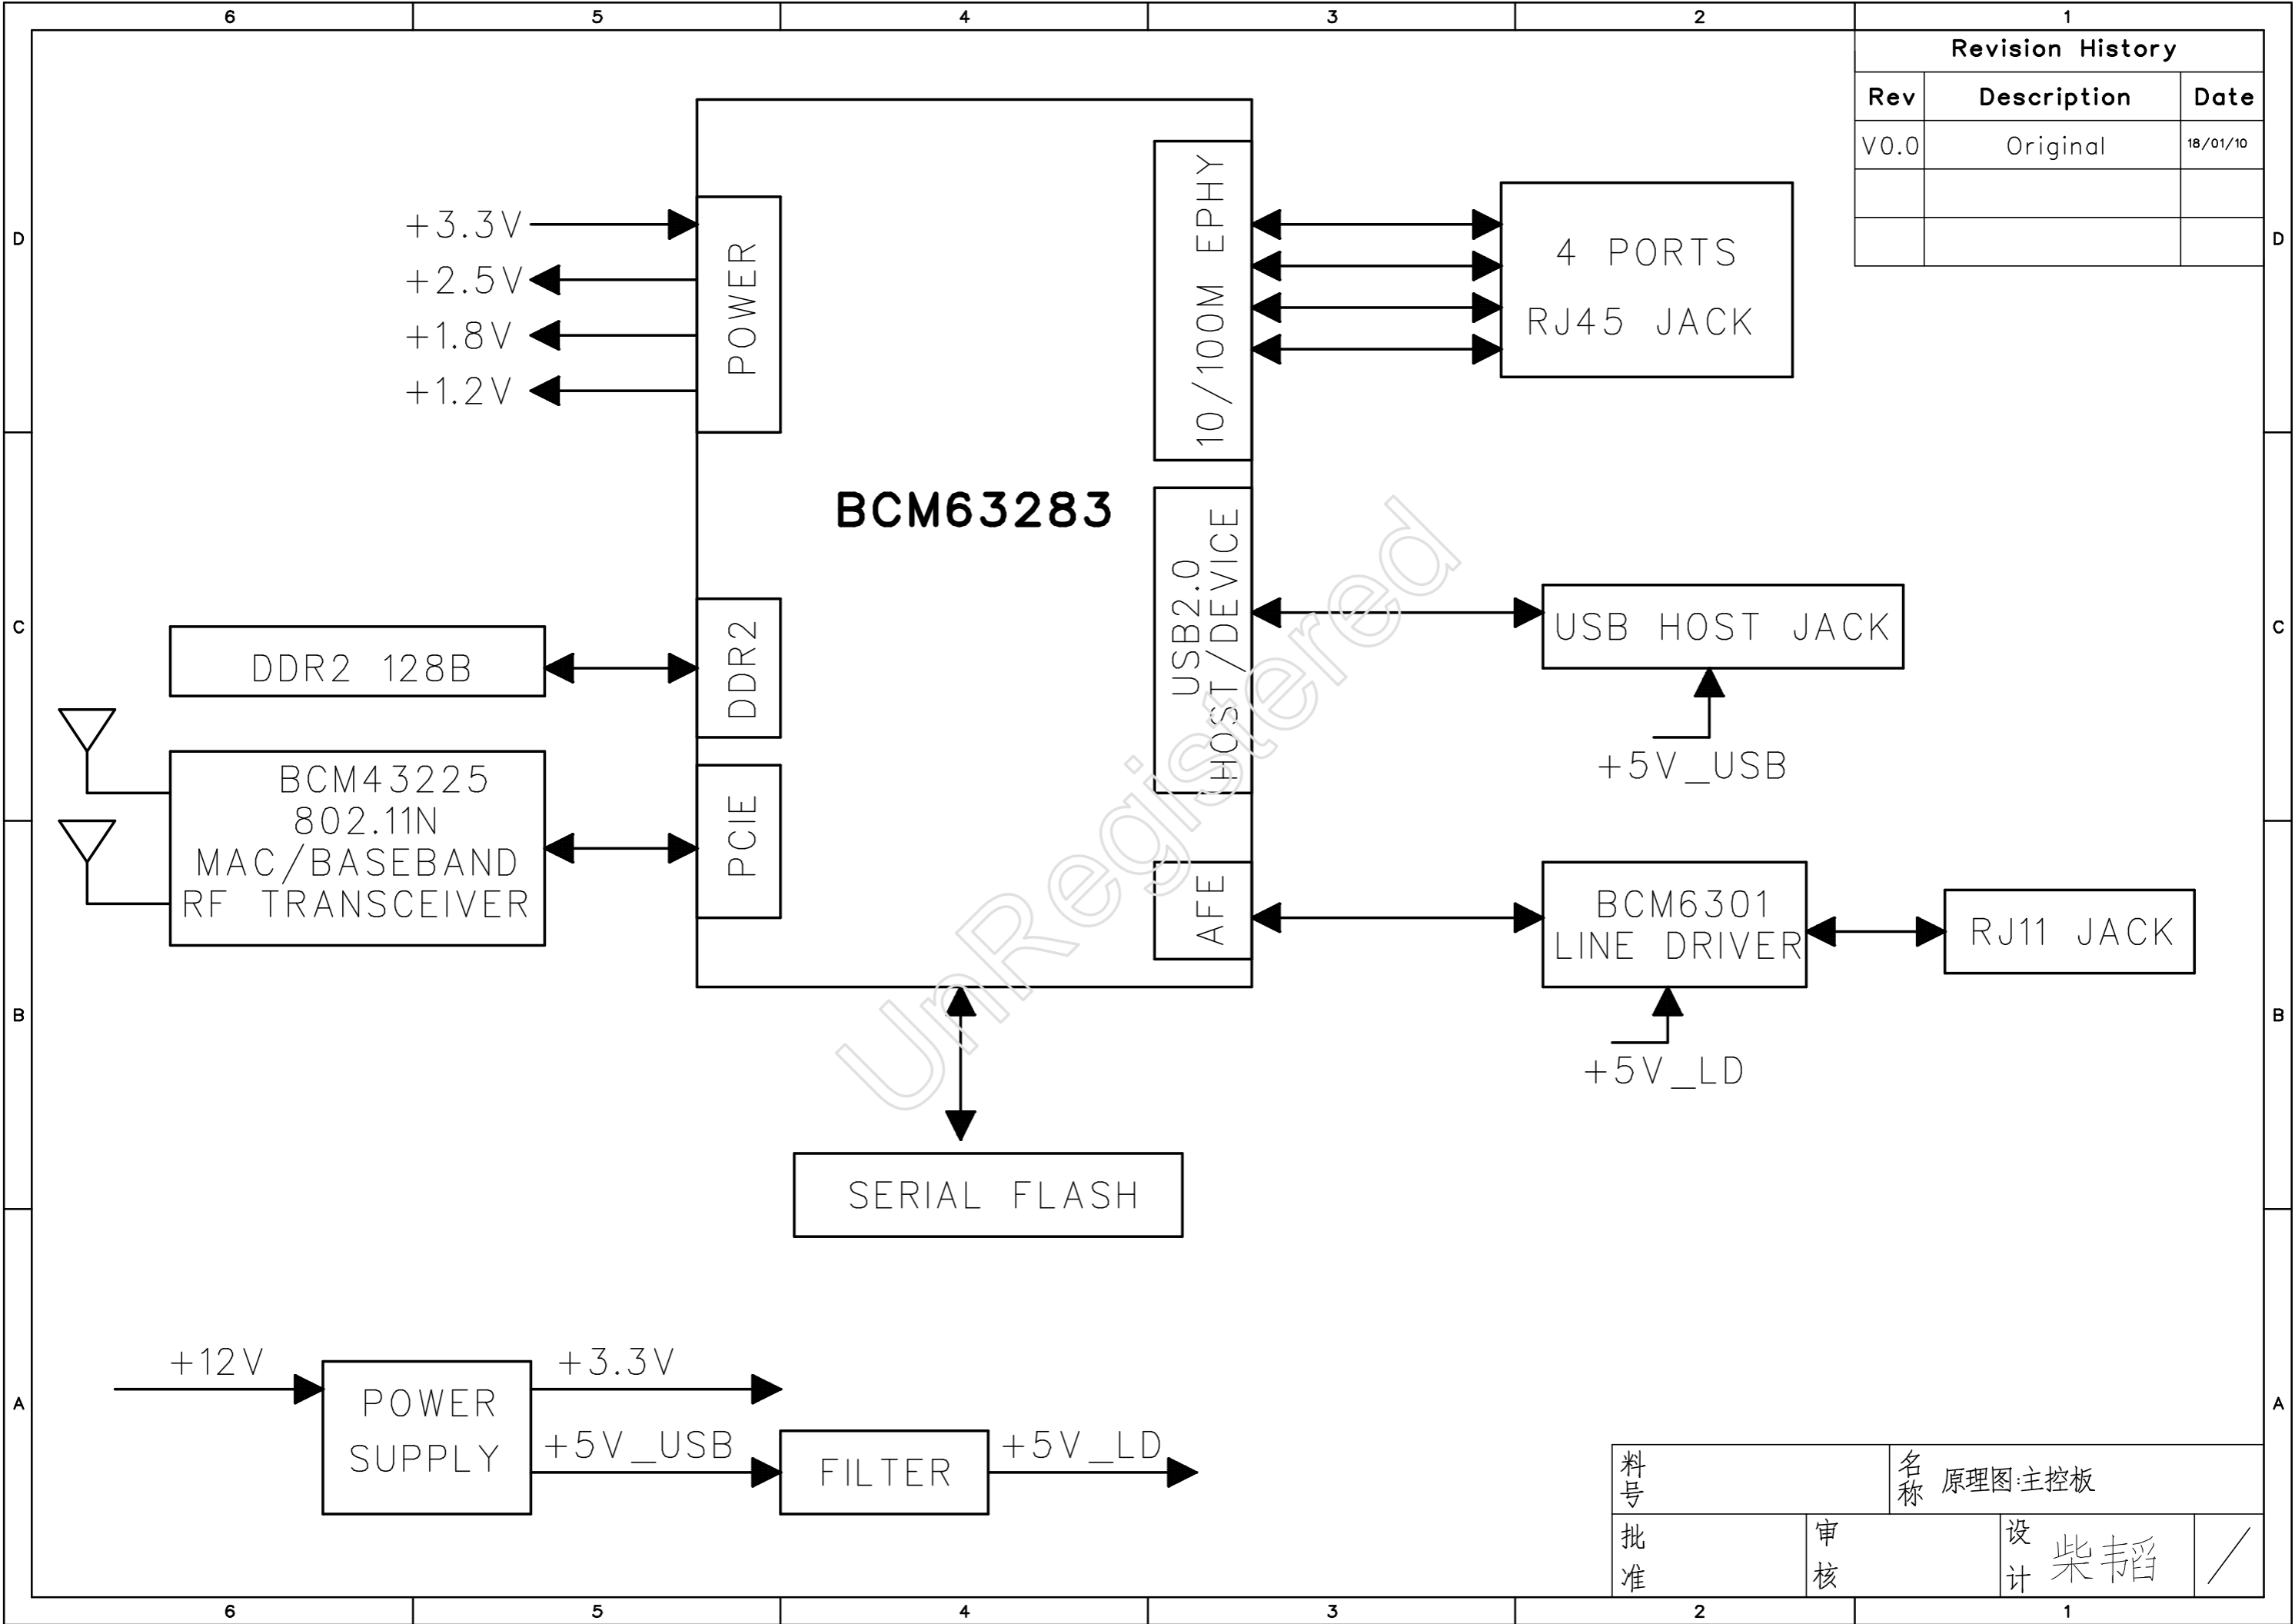 6 5 4 3 2 1
Revision History
Rev Description Date
V0.0 Original 18/01/10
D
D
+3.3V
+2.5V
+1.8V
+1.2V
POWER
10/100M EPHY
4 PORTS
RJ45 JACK
BCM63283
C
C
DDR2 128B
DDR2
USB2.0
HOST/DEVICE
USB HOST JACK
+5V_USB
BCM43225
802.11N
MAC/BASEBAND
RF TRANSCEIVER
PCIE
AFE
BCM6301
LINE DRIVER
RJ11 JACK
+5V_LD
UnRegistered
B
B
SERIAL FLASH
A
A
+12V
POWER
SUPPLY
+3.3V
+5V_USB
FILTER
+5V_LD
料号
名称 原理图:主控板
批准
审核
设计 柴韬
/
6 5 4 3 2 1